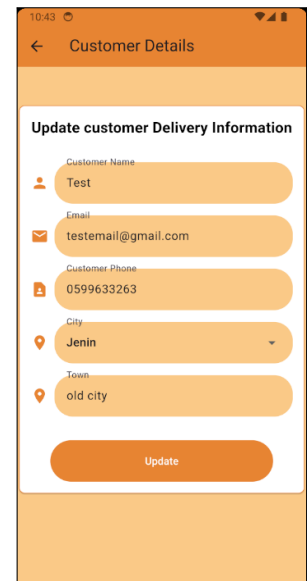 10:43
Customer Details
Update customer Delivery Information
Customer Name
Test
Email
testemail@gmail.com
Customer Phone
0599633263
City
Jenin
Town
old city
Update